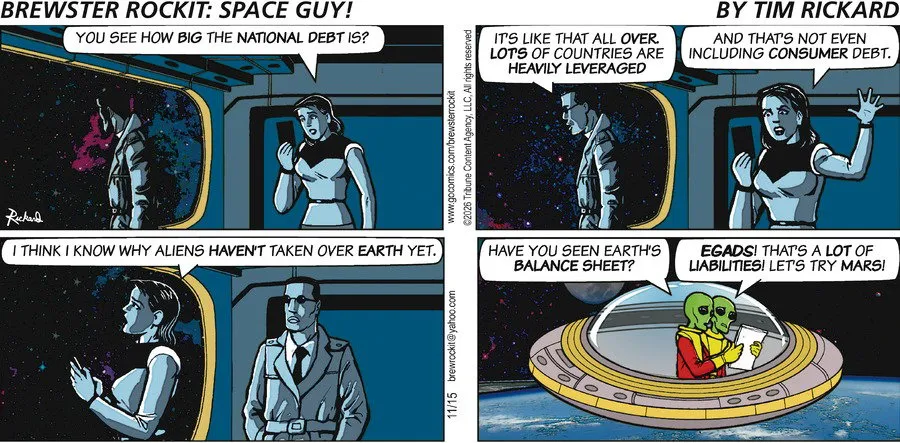 BREWSTER ROCKIT: SPACE GUY!
BY TIM RICKARD
YOU SEE HOW BIG THE NATIONAL DEBT IS?
Rickard
www.gocomics.com/brewsterrockit
©2026 Tribune Content Agency, LLC, All rights reserved
IT'S LIKE THAT ALL OVER.
LOT'S OF COUNTRIES ARE
HEAVILY LEVERAGED
AND THAT'S NOT EVEN
INCLUDING CONSUMER DEBT.
I THINK I KNOW WHY ALIENS HAVEN'T TAKEN OVER EARTH YET.
11/15 brewrockit@yahoo.com
HAVE YOU SEEN EARTH'S
BALANCE SHEET?
EGADS! THAT'S A LOT OF
LIABILITIES! LET'S TRY MARS!